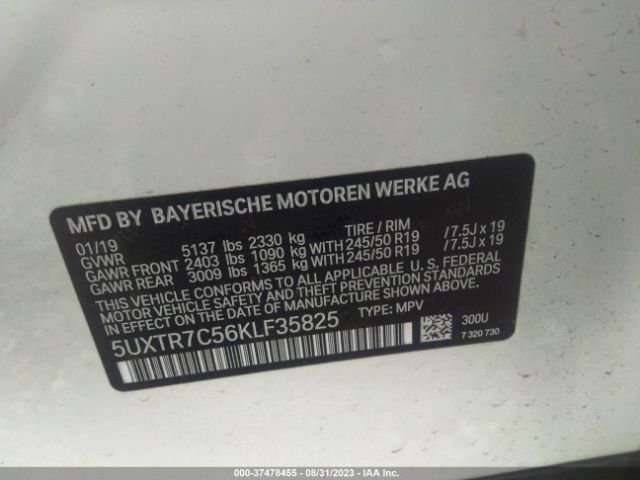 MFD BY BAYERISCHE MOTOREN WERKE AG
01/19 TIRE / RIM
GVWR 5137 lbs 2330 kg
GAWR FRONT 2403 lbs 1090 kg WITH 245/50 R19 /7.5J x 19
GAWR REAR 3009 lbs 1365 kg WITH 245/50 R19 /7.5J x 19
THIS VEHICLE CONFORMS TO ALL APPLICABLE U. S. FEDERAL
MOTOR VEHICLE SAFETY, BUMPER, AND THEFT PREVENTION
STANDARDS IN EFFECT ON THE DATE OF MANUFACTURE SHOWN ABOVE.
5UXTR7C56KLF35825 TYPE: MPV
300U
7 320 730
000-37478455 - 08/31/2023 - IAA Inc.